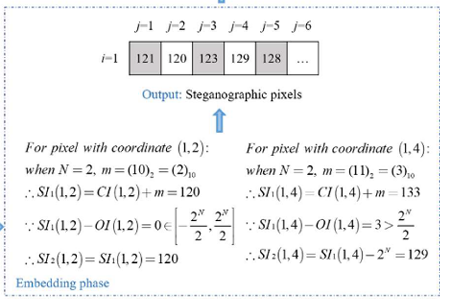 j=1 j=2 j=3 j=4 j=5 j=6
i=1 121 120 123 129 128 ...
Output: Steganographic pixels
For pixel with coordinate (1,2):
when N = 2, m=(10)₂=(2)₁₀
∴SI₁(1,2)=CI(1,2)+m=120
∵SI₁(1,2)−OI(1,2)=0∈[−2^N/2, 2^N/2]
∴SI₂(1,2)=SI₁(1,2)=120
For pixel with coordinate (1,4):
when N = 2, m=(11)₂=(3)₁₀
∴SI₁(1,4)=CI(1,4)+m=133
∵SI₁(1,4)−OI(1,4)=3>2^N/2
∴SI₂(1,4)=SI₁(1,4)−2^N=129
Embedding phase